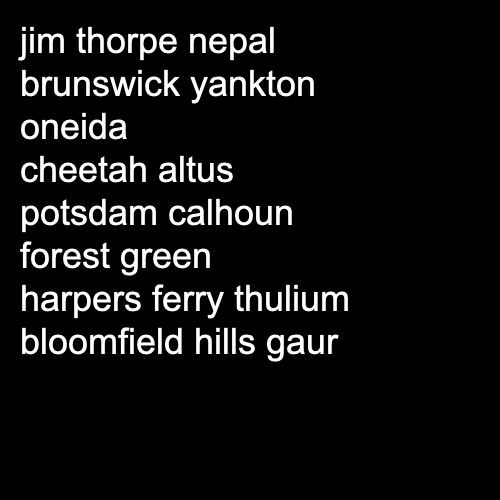 jim thorpe nepal
brunswick yankton
oneida
cheetah altus
potsdam calhoun
forest green
harpers ferry thulium
bloomfield hills gaur